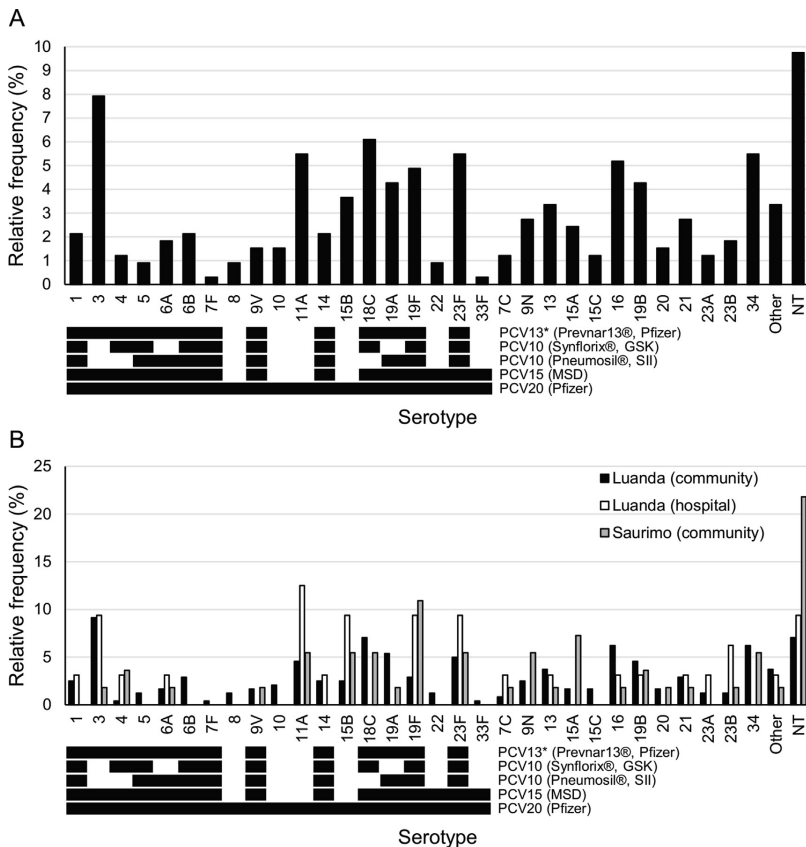 A
Relative frequency (%)
10
9
8
7
6
5
4
3
2
1
0
1 3 4 5 6A 6B 7F 8 9V 10 11A 14 15B 18C 19A 19F 22 23F 33F 7C 9N 13 15A 15C 16 19B 20 21 23A 23B 34 Other NT
PCV13* (Prevnar13®, Pfizer)
PCV10 (Synflorix®, GSK)
PCV10 (Pneumosil®, SII)
PCV15 (MSD)
PCV20 (Pfizer)
Serotype
B
Relative frequency (%)
25
20
15
10
5
0
Luanda (community)
Luanda (hospital)
Saurimo (community)
1 3 4 5 6A 6B 7F 8 9V 10 11A 14 15B 18C 19A 19F 22 23F 33F 7C 9N 13 15A 15C 16 19B 20 21 23A 23B 34 Other NT
PCV13* (Prevnar13®, Pfizer)
PCV10 (Synflorix®, GSK)
PCV10 (Pneumosil®, SII)
PCV15 (MSD)
PCV20 (Pfizer)
Serotype